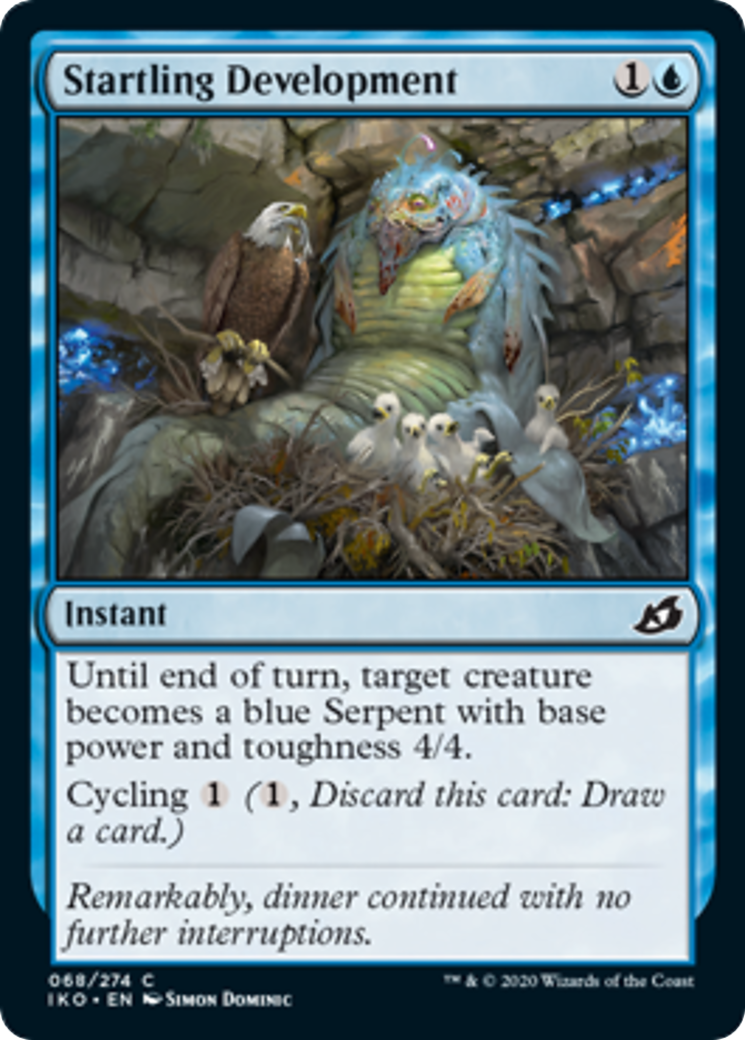 Startling Development 1
Instant
Until end of turn, target creature
becomes a blue Serpent with base
power and toughness 4/4.
Cycling 1 (1, Discard this card: Draw
a card.)
Remarkably, dinner continued with no
further interruptions.
068/274 C ™ & © 2020 Wizards of the Coast
IKO • EN Simon Dominic